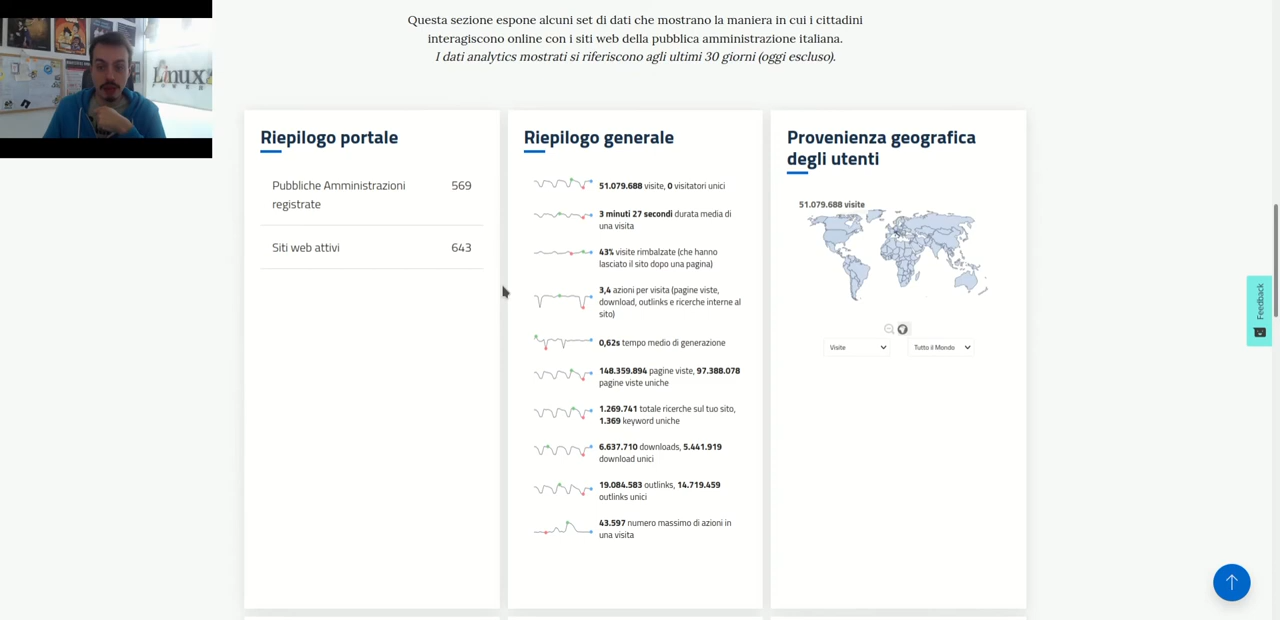 Questa sezione espone alcuni set di dati che mostrano la maniera in cui i cittadini
interagiscono online con i siti web della pubblica amministrazione italiana.
I dati analytics mostrati si riferiscono agli ultimi 30 giorni (oggi escluso).
Linux
Riepilogo portale
Pubbliche Amministrazioni
registrate
569
Siti web attivi
643
Riepilogo generale
51.079.688 visite, 0 visitatori unici
3 minuti 27 secondi durata media di
una visita
43% visite rimbalzate (che hanno
lasciato il sito dopo una pagina)
3,4 azioni per visita (pagine viste,
download, outlinks e ricerche interne al
sito)
0,62s tempo medio di generazione
148.359.894 pagine viste, 97.388.078
pagine viste uniche
1.269.741 totale ricerche sul tuo sito,
1.369 keyword uniche
6.637.710 downloads, 5.441.919
download unici
19.084.583 outlinks, 14.719.459
outlinks unici
43.597 numero massimo di azioni in
una visita
Provenienza geografica
degli utenti
51.079.688 visite
Visite
Tutto il Mondo
Feedback